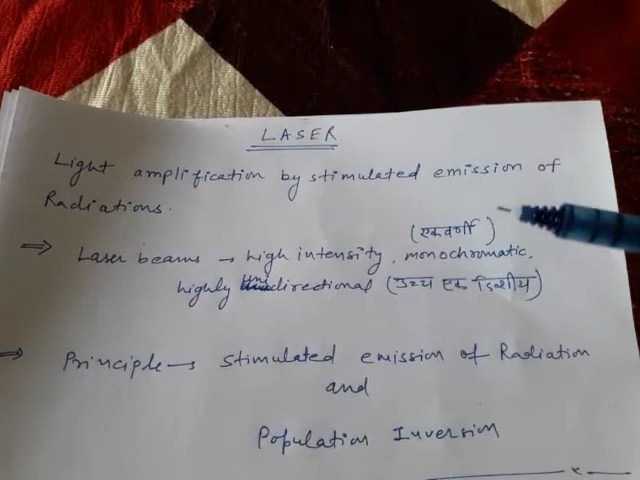 LASER
Light amplification by stimulated emission of
Radiations.
(एकवर्णी)
⇒ Laser beams → high intensity, monochromatic,
highly unidirectional (उच्च एक दिशीय)
⇒ Principle → Stimulated emission of Radiation
and
Population Inversion